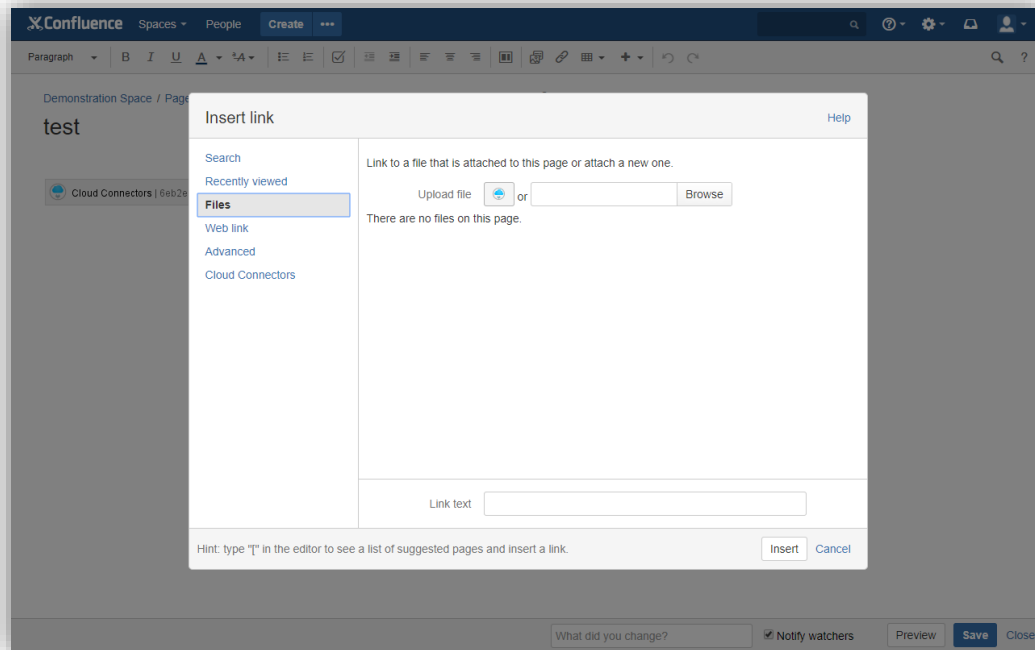 Confluence Spaces People Create •••
Paragraph B I U A
Demonstration Space / Page
test
Cloud Connectors | 6eb2e
Insert link
Help
Search
Recently viewed
Files
Web link
Advanced
Cloud Connectors
Link to a file that is attached to this page or attach a new one.
Upload file or Browse
There are no files on this page.
Link text
Hint: type "[" in the editor to see a list of suggested pages and insert a link.
Insert Cancel
What did you change? Notify watchers Preview Save Close